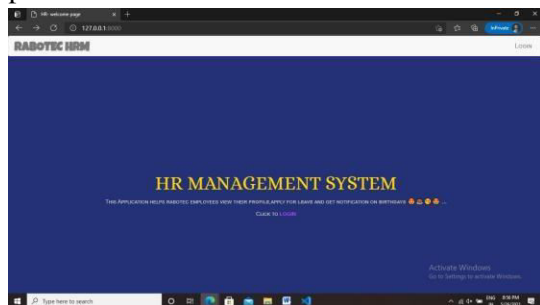 HR- welcome page
127.0.0.1:8000
InPrivate
RABOTEC HRM
LOGIN
HR MANAGEMENT SYSTEM
THIS APPLICATION HELPS RABOTEC EMPLOYEES VIEW THEIR PROFILE,APPLY FOR LEAVE AND GET NOTIFICATION ON BIRTHDAYS
CLICK TO LOGIN
Activate Windows
Go to Settings to activate Windows.
Type here to search
ENG